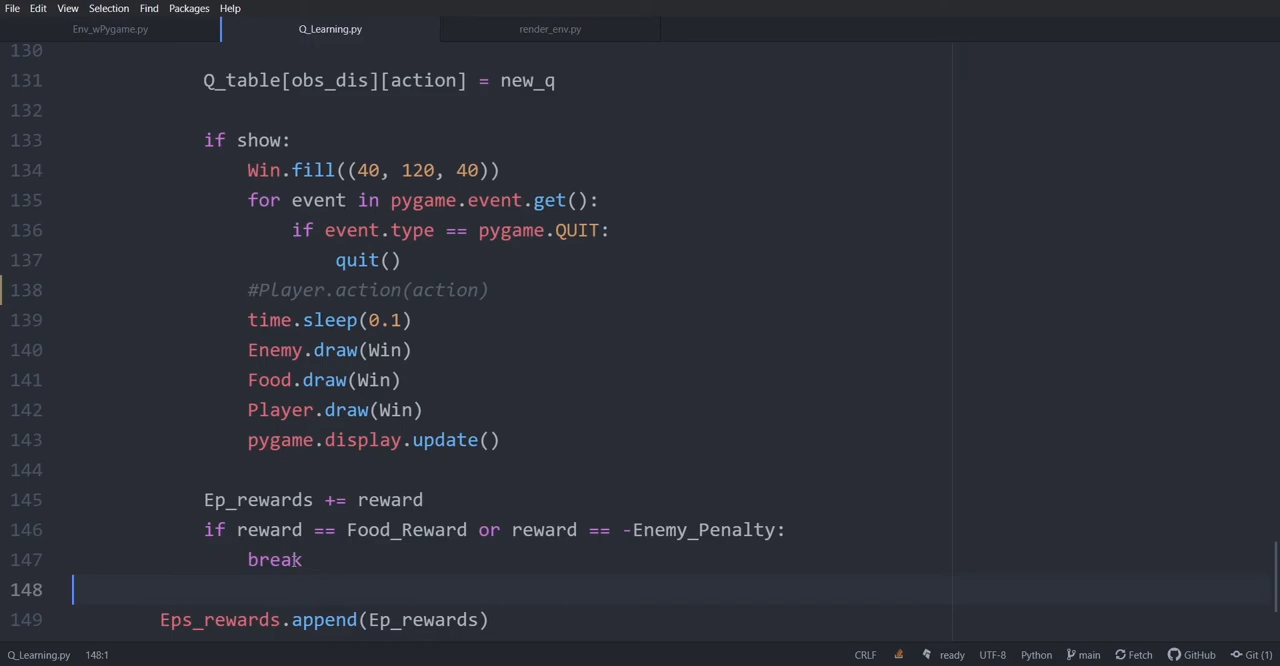 File Edit View Selection Find Packages Help
Env_wPygame.py Q_Learning.py render_env.py
130
131 Q_table[obs_dis][action] = new_q
132
133 if show:
134 Win.fill((40, 120, 40))
135 for event in pygame.event.get():
136 if event.type == pygame.QUIT:
137 quit()
138 #Player.action(action)
139 time.sleep(0.1)
140 Enemy.draw(Win)
141 Food.draw(Win)
142 Player.draw(Win)
143 pygame.display.update()
144
145 Ep_rewards += reward
146 if reward == Food_Reward or reward == -Enemy_Penalty:
147 break
148
149 Eps_rewards.append(Ep_rewards)
Q_Learning.py 148:1 CRLF ready UTF-8 Python main Fetch GitHub Git (1)